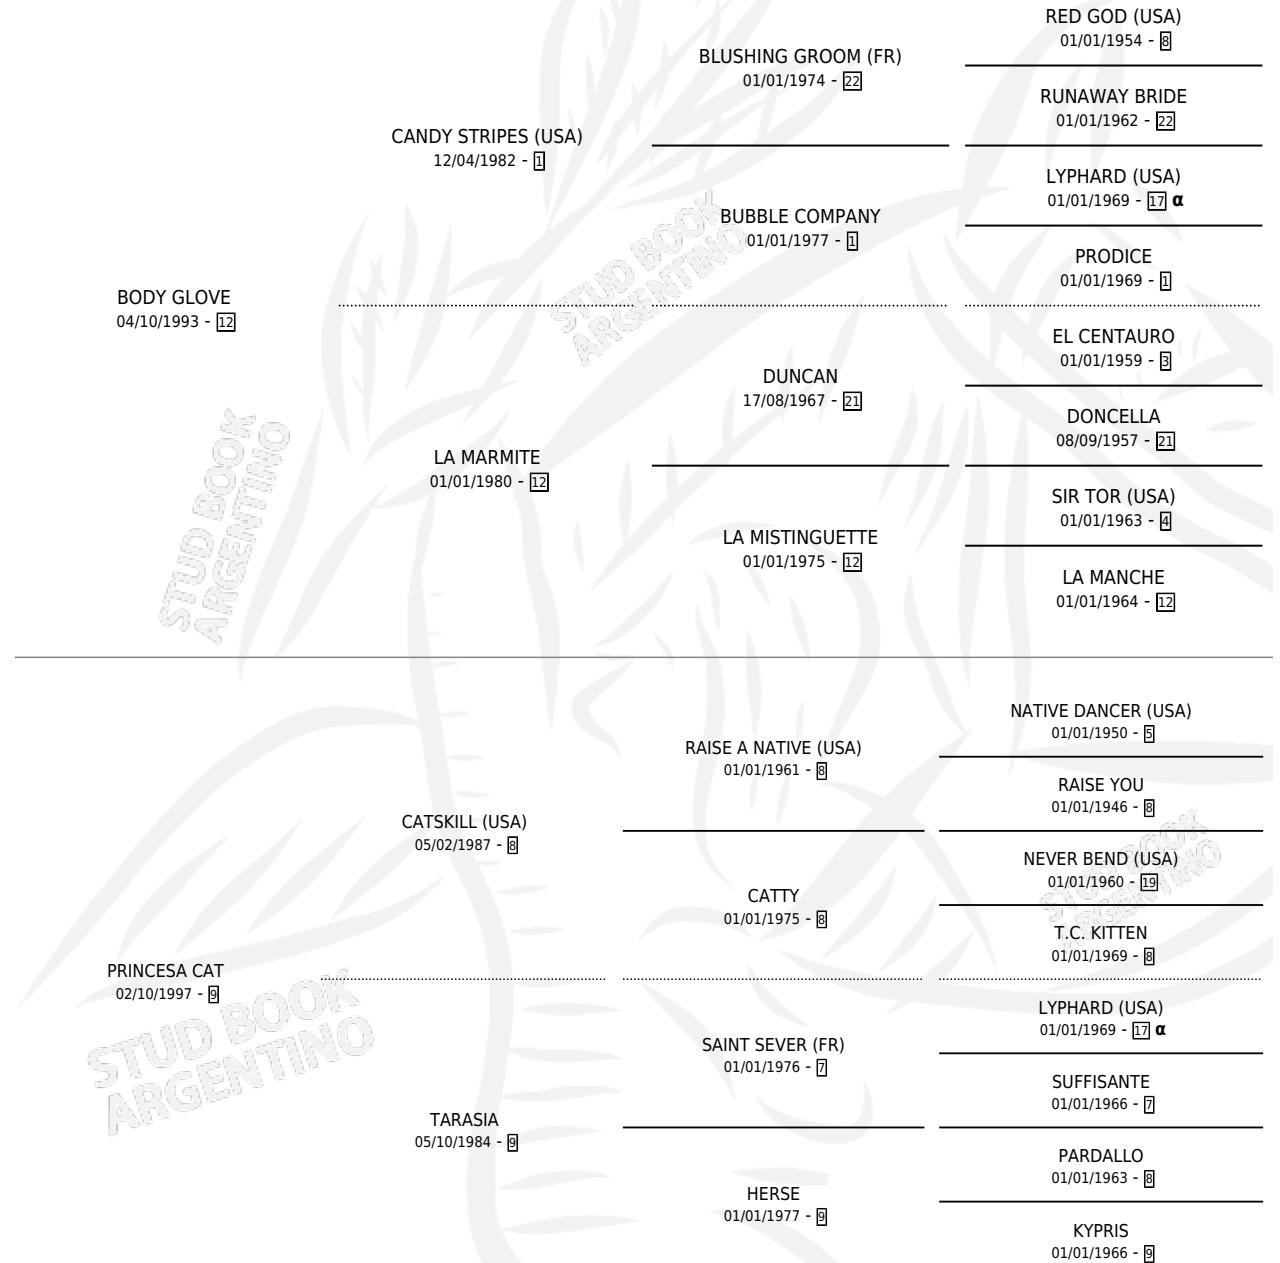 RED GOD (USA)
01/01/1954 - 8
BLUSHING GROOM (FR)
01/01/1974 - 22
RUNAWAY BRIDE
01/01/1962 - 22
CANDY STRIPES (USA)
12/04/1982 - 1
LYPHARD (USA)
01/01/1969 - 17 α
BUBBLE COMPANY
01/01/1977 - 1
PRODICE
01/01/1969 - 1
BODY GLOVE
04/10/1993 - 12
EL CENTAURO
01/01/1959 - 3
DUNCAN
17/08/1967 - 21
DONCELLA
08/09/1957 - 21
LA MARMITE
01/01/1980 - 12
SIR TOR (USA)
01/01/1963 - 4
LA MISTINGUETTE
01/01/1975 - 12
LA MANCHE
01/01/1964 - 12
NATIVE DANCER (USA)
01/01/1950 - 5
RAISE A NATIVE (USA)
01/01/1961 - 8
RAISE YOU
01/01/1946 - 8
CATSKILL (USA)
05/02/1987 - 8
NEVER BEND (USA)
01/01/1960 - 19
CATTY
01/01/1975 - 8
T.C. KITTEN
01/01/1969 - 8
PRINCESA CAT
02/10/1997 - 9
LYPHARD (USA)
01/01/1969 - 17 α
SAINT SEVER (FR)
01/01/1976 - 7
SUFFISANTE
01/01/1966 - 7
TARASIA
05/10/1984 - 9
PARDALLO
01/01/1963 - 8
HERSE
01/01/1977 - 9
KYPRIS
01/01/1966 - 9
STUD BOOK
ARGENTINO
STUD BOOK
ARGENTINO
STUD BOOK
ARGENTINO
STUD BOOK
ARGENTINO